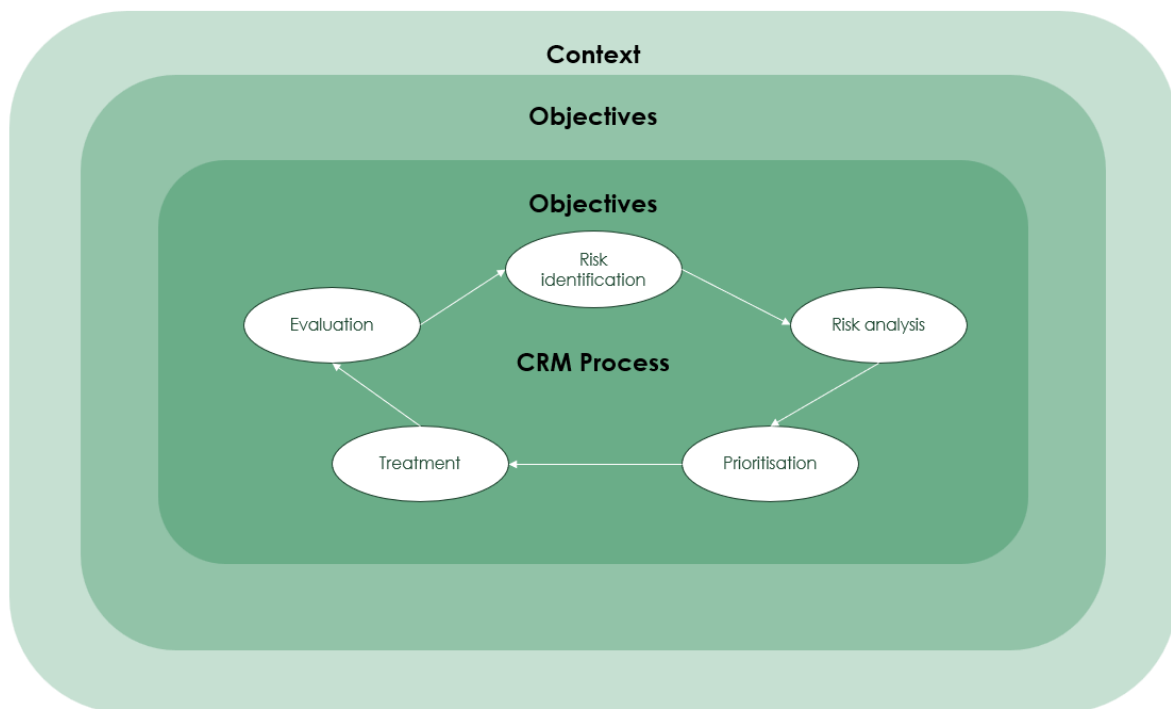 Context
Objectives
Objectives
Risk
identification
Evaluation
Risk analysis
CRM Process
Treatment
Prioritisation